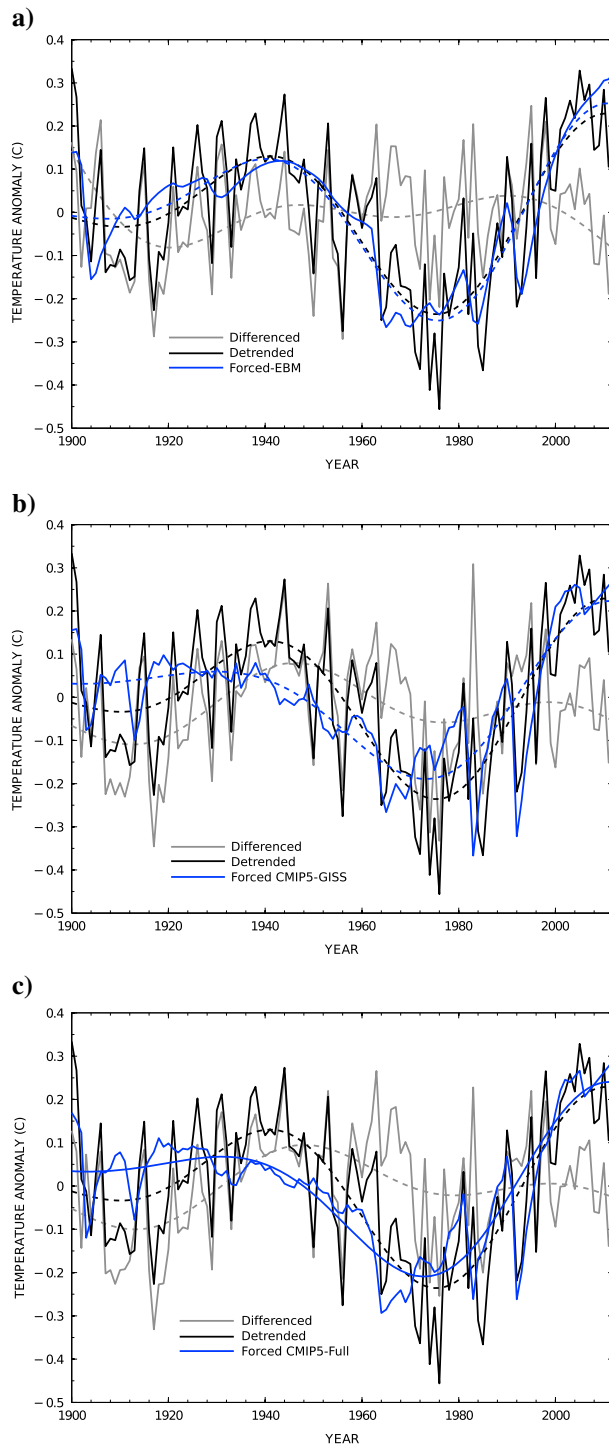 a)
0.4
0.3
0.2
0.1
0
−0.1
−0.2
−0.3
−0.4
−0.5
TEMPERATURE ANOMALY (C)
Differenced
Detrended
Forced-EBM
1900 1920 1940 1960 1980 2000
YEAR
b)
0.4
0.3
0.2
0.1
0
−0.1
−0.2
−0.3
−0.4
−0.5
TEMPERATURE ANOMALY (C)
Differenced
Detrended
Forced CMIP5-GISS
1900 1920 1940 1960 1980 2000
YEAR
c)
0.4
0.3
0.2
0.1
0
−0.1
−0.2
−0.3
−0.4
−0.5
TEMPERATURE ANOMALY (C)
Differenced
Detrended
Forced CMIP5-Full
1900 1920 1940 1960 1980 2000
YEAR